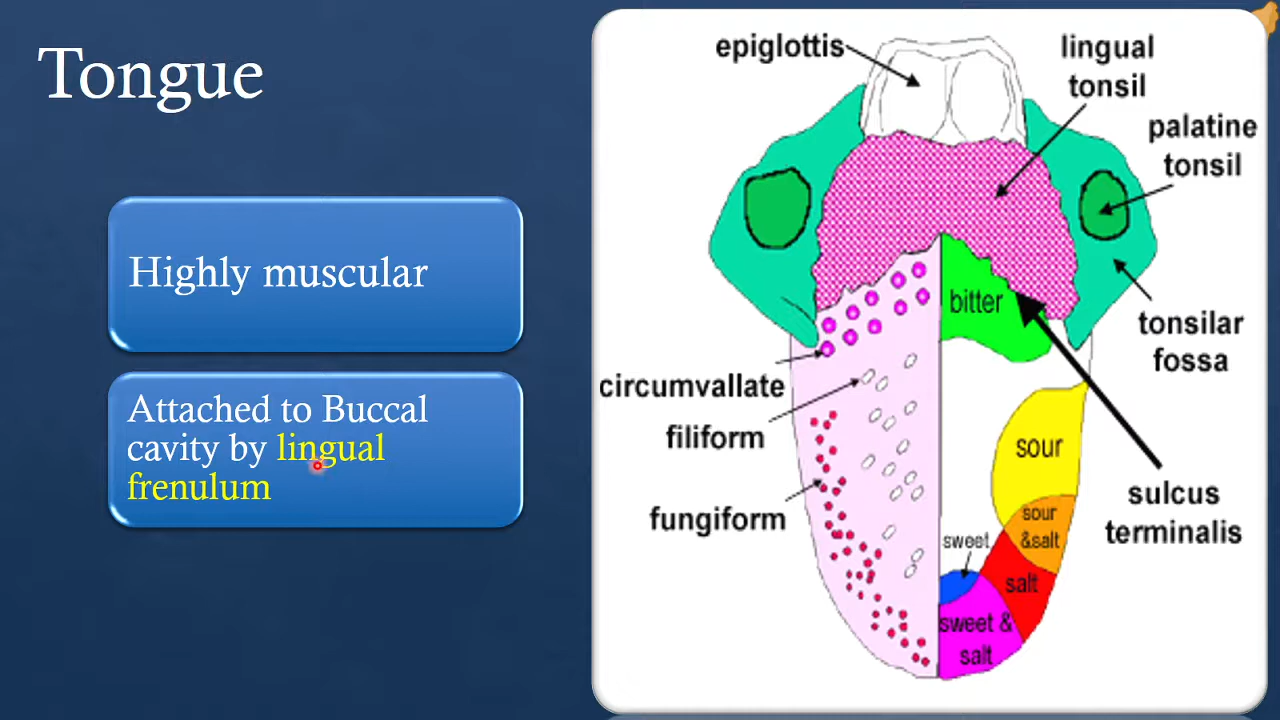 Tongue
Highly muscular
Attached to Buccal
cavity by lingual
frenulum
epiglottis
lingual
tonsil
palatine
tonsil
bitter
tonsilar
fossa
circumvallate
filiform
fungiform
sour
sour
&salt
sweet
salt
sweet &
salt
sulcus
terminalis